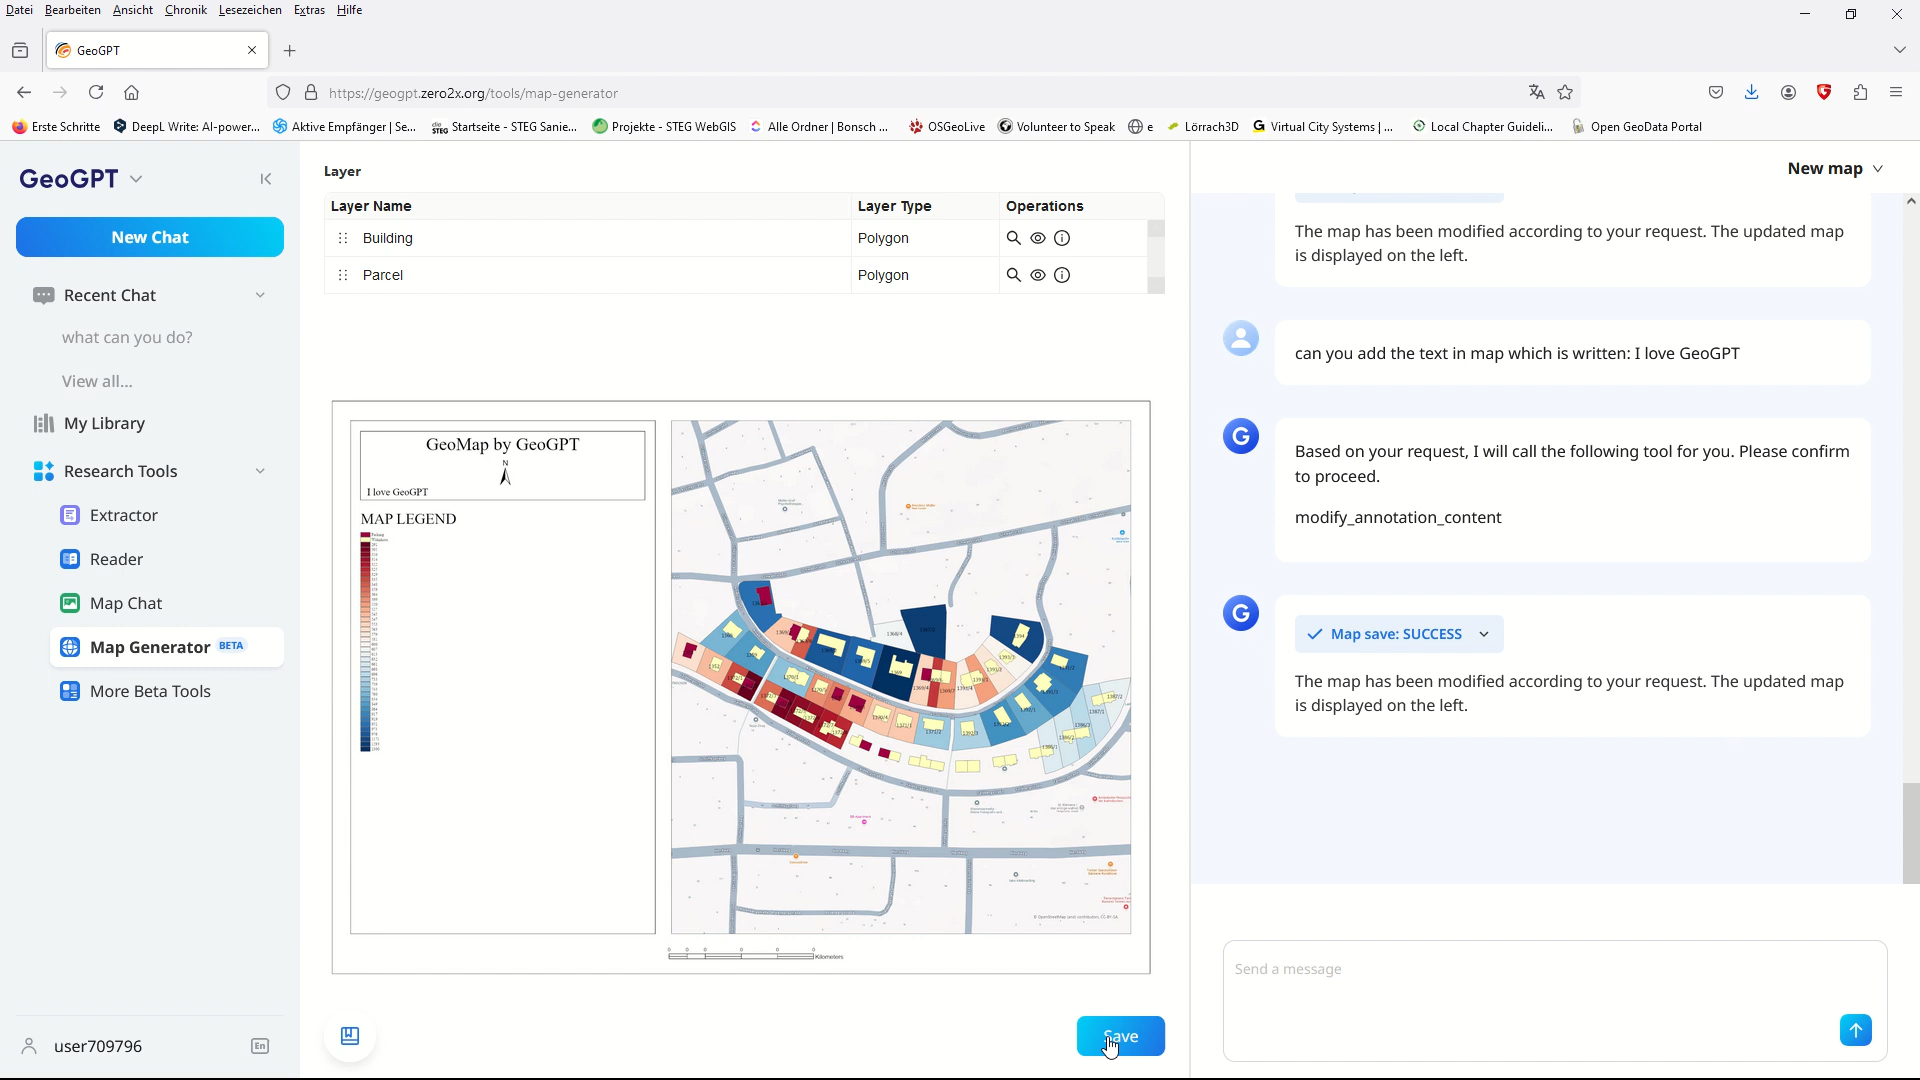 Datei Bearbeiten Ansicht Chronik Lesezeichen Extras Hilfe
GeoGPT
https://geogpt.zero2x.org/tools/map-generator
Erste Schritte DeepL Write: AI-power... Aktive Empfänger | Se... die STEG Startseite - STEG Sanie... Projekte - STEG WebGIS Alle Ordner | Bonsch ... OSGeoLive Volunteer to Speak e Lörrach3D Virtual City Systems | ... Local Chapter Guideli... Open GeoData Portal
GeoGPT
New Chat
Recent Chat
what can you do?
View all...
My Library
Research Tools
Extractor
Reader
Map Chat
Map Generator BETA
More Beta Tools
user709796 En
Layer
Layer Name Layer Type Operations
Building Polygon
Parcel Polygon
GeoMap by GeoGPT
N
I love GeoGPT
MAP LEGEND
Kilometers
Save
New map
The map has been modified according to your request. The updated map
is displayed on the left.
can you add the text in map which is written: I love GeoGPT
G
Based on your request, I will call the following tool for you. Please confirm
to proceed.
modify_annotation_content
G
Map save: SUCCESS
The map has been modified according to your request. The updated map
is displayed on the left.
Send a message